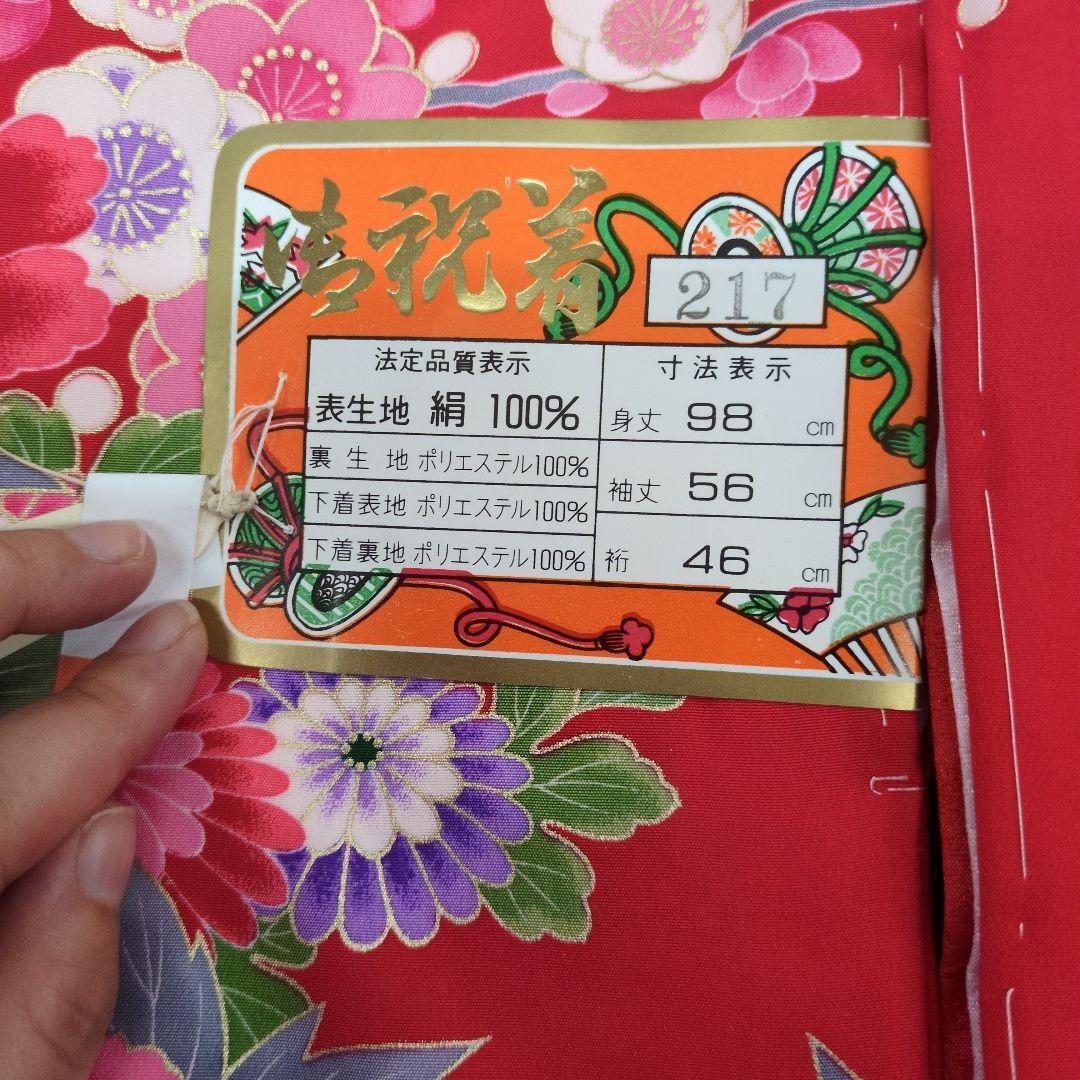 御祝着
217
法定品質表示
表生地 絹 100%
裏生地 ポリエステル100%
下着表地 ポリエステル100%
下着裏地 ポリエステル100%
寸法表示
身丈 98 cm
袖丈 56 cm
裄 46 cm